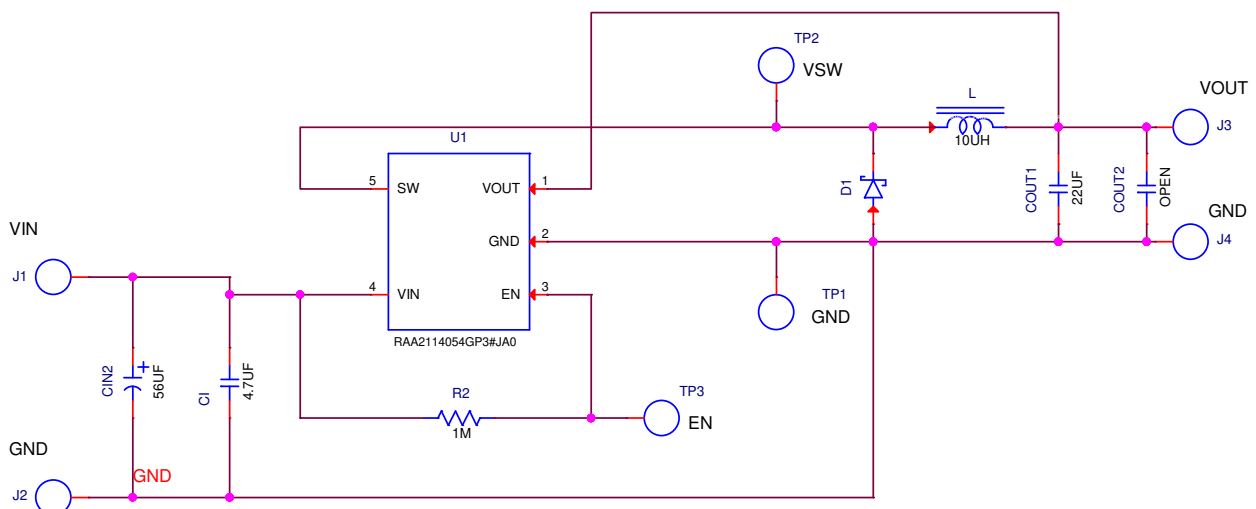 TP2
VSW
L
10UH
VOUT
J3
U1
5
SW
VOUT
1
D1
COUT1
22UF
COUT2
OPEN
GND
2
GND
J4
VIN
J1
4
VIN
EN
3
TP1
GND
RAA2114054GP3#JA0
CIN2
+
56UF
CI
4.7UF
R2
1M
TP3
EN
GND
GND
J2